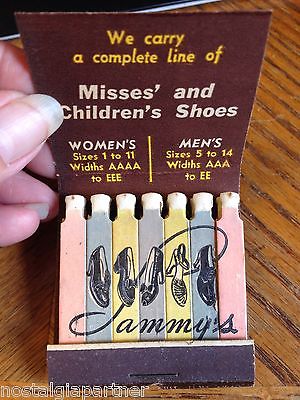 We carry
a complete line of
Misses' and
Children's Shoes
WOMEN'S
Sizes 1 to 11
Widths AAAA
to EEE
MEN'S
Sizes 5 to 14
Widths AAA
to EE
Sammy's
nostalgiapartner